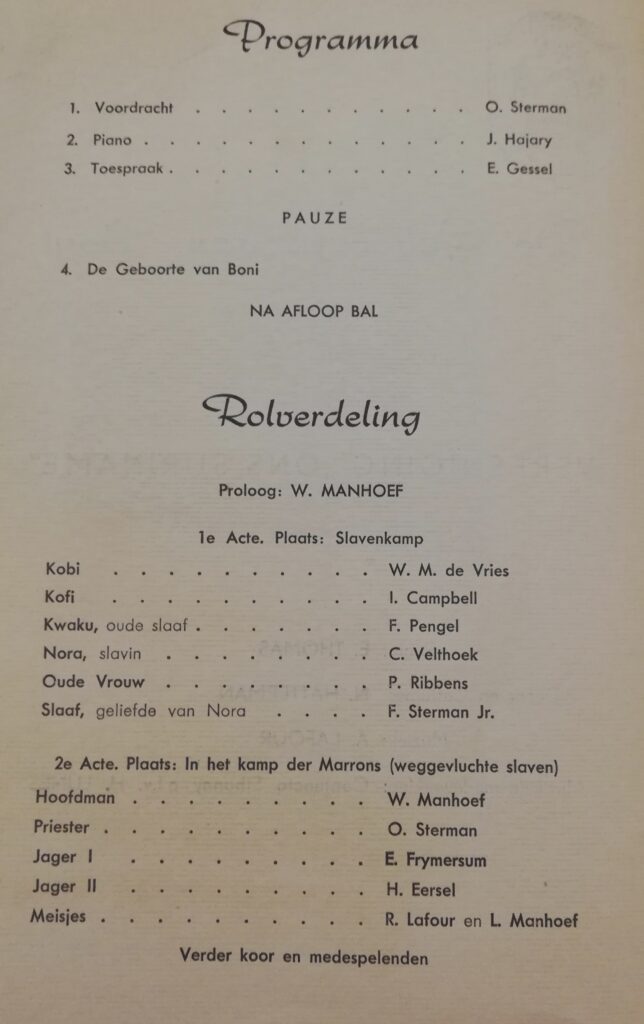 Programma
1. Voordracht . . . . . . . . . . . O. Sterman
2. Piano . . . . . . . . . . . . . J. Hajary
3. Toespraak . . . . . . . . . . . . E. Gessel
PAUZE
4. De Geboorte van Boni
NA AFLOOP BAL
Rolverdeling
Proloog: W. MANHOEF
1e Acte. Plaats: Slavenkamp
Kobi . . . . . . . . . . W. M. de Vries
Kofi . . . . . . . . . . I. Campbell
Kwaku, oude slaaf . . . . . . . F. Pengel
Nora, slavin . . . . . . . . C. Velthoek
Oude Vrouw . . . . . . . . P. Ribbens
Slaaf, geliefde van Nora . . . . F. Sterman Jr.
2e Acte. Plaats: In het kamp der Marrons (weggevluchte slaven)
Hoofdman . . . . . . . . . W. Manhoef
Priester . . . . . . . . . . O. Sterman
Jager I . . . . . . . . . E. Frymersum
Jager II . . . . . . . . . H. Eersel
Meisjes . . . . . . . . . . R. Lafour en L. Manhoef
Verder koor en medespelenden